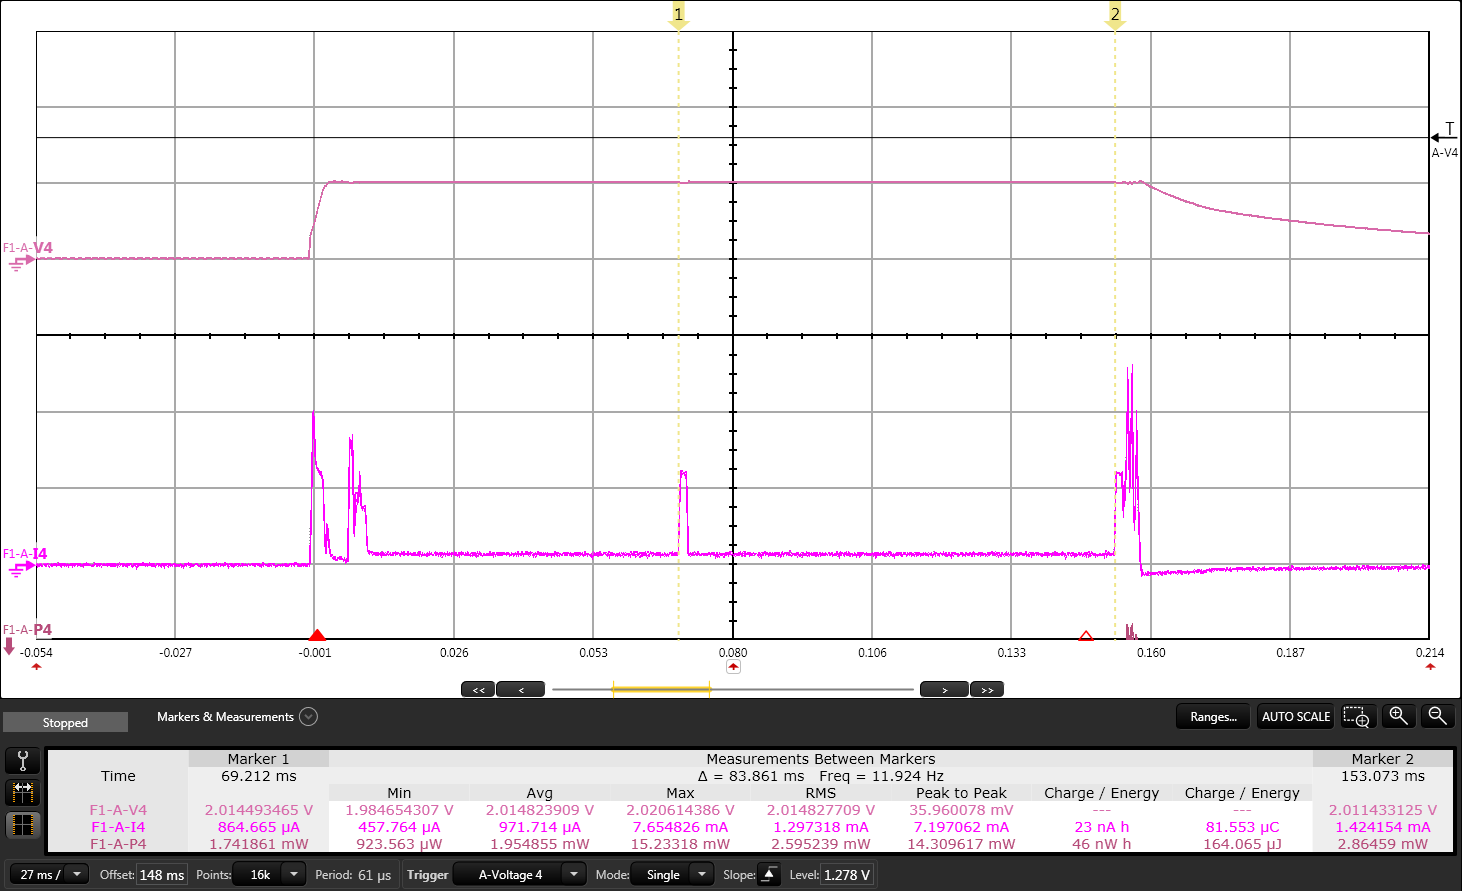 1 2
T
A-V4
F1-A-V4
F1-A-I4
F1-A-P4
-0.054 -0.027 -0.001 0.026 0.053 0.080 0.106 0.133 0.160 0.187 0.214
<< < > >>
Stopped Markers & Measurements Ranges... AUTO SCALE
Marker 1 Measurements Between Markers Marker 2
Time 69.212 ms Δ = 83.861 ms Freq = 11.924 Hz 153.073 ms
Min Avg Max RMS Peak to Peak Charge / Energy Charge / Energy
F1-A-V4 2.014493465 V 1.984654307 V 2.014823909 V 2.020614386 V 2.014827709 V 35.960078 mV --- --- 2.011433125 V
F1-A-I4 864.665 µA 457.764 µA 971.714 µA 7.654826 mA 1.297318 mA 7.197062 mA 23 nA h 81.553 µC 1.424154 mA
F1-A-P4 1.741861 mW 923.563 µW 1.954855 mW 15.23318 mW 2.595239 mW 14.309617 mW 46 nW h 164.065 µJ 2.86459 mW
27 ms / Offset: 148 ms Points: 16k Period: 61 µs Trigger A-Voltage 4 Mode: Single Slope: Level: 1.278 V